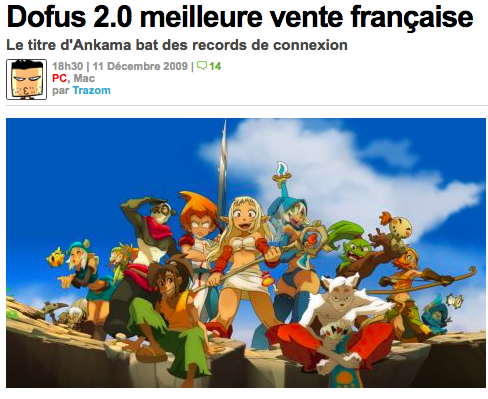 Dofus 2.0 meilleure vente française
Le titre d'Ankama bat des records de connexion
18h30 | 11 Décembre 2009 | 14
PC, Mac
par Trazom